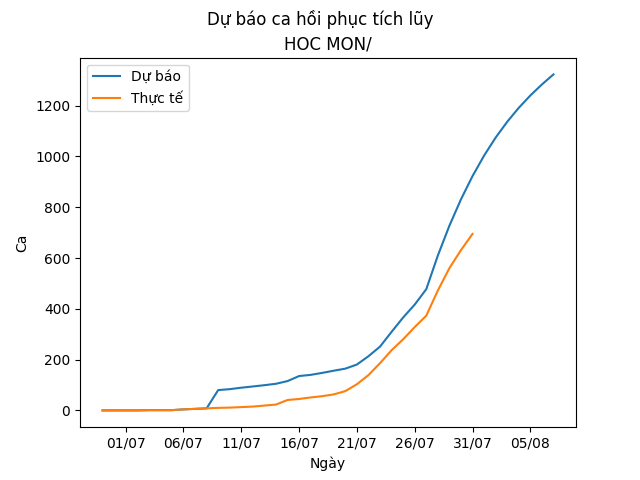 Dự báo ca hồi phục tích lũy
HOC MON/
Dự báo
Thực tế
1200
1000
800
600
400
200
0
Ca
01/07 06/07 11/07 16/07 21/07 26/07 31/07 05/08
Ngày